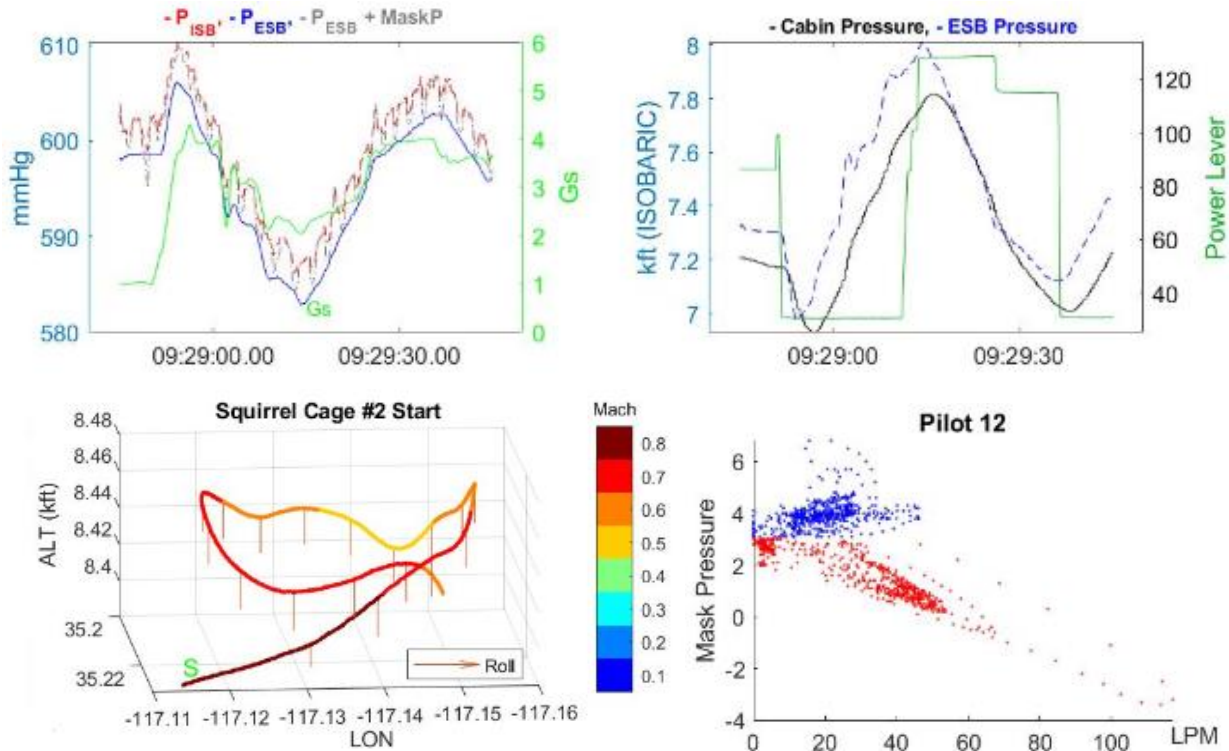 - P_ISB, - P_ESB, - P_ESB + MaskP
610
600
590
580
mmHg
6
5
4
3
2
1
0
Gs
Gs
09:29:00.00 09:29:30.00
- Cabin Pressure, - ESB Pressure
8
7.8
7.6
7.4
7.2
7
kft (ISOBARIC)
120
100
80
60
40
Power Lever
09:29:00 09:29:30
Squirrel Cage #2 Start
8.48
8.46
8.44
8.42
8.4
ALT (kft)
35.2
35.22
S
Roll
-117.11 -117.12 -117.13 -117.14 -117.15 -117.16
LON
Mach
0.8
0.7
0.6
0.5
0.4
0.3
0.2
0.1
Pilot 12
6
4
2
0
-2
-4
Mask Pressure
0 20 40 60 80 100 LPM